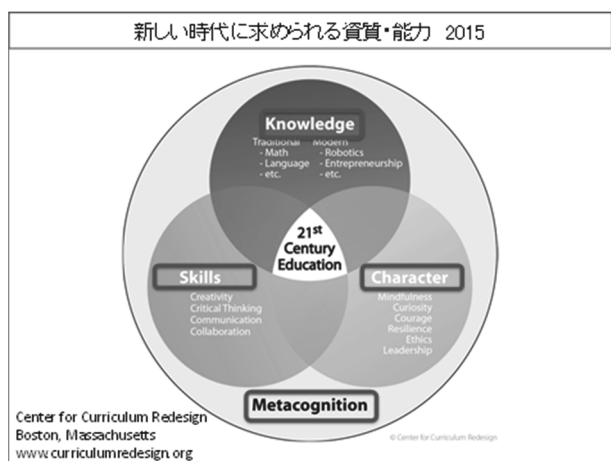 新しい時代に求められる資質・能力 2015
Knowledge
Traditional Modern
- Math - Robotics
- Language - Entrepreneurship
- etc. - etc.
21st
Century
Education
Skills
Creativity
Critical Thinking
Communication
Collaboration
Character
Mindfulness
Curiosity
Courage
Resilience
Ethics
Leadership
Metacognition
Center for Curriculum Redesign
Boston, Massachusetts
www.curriculumredesign.org
© Center for Curriculum Redesign